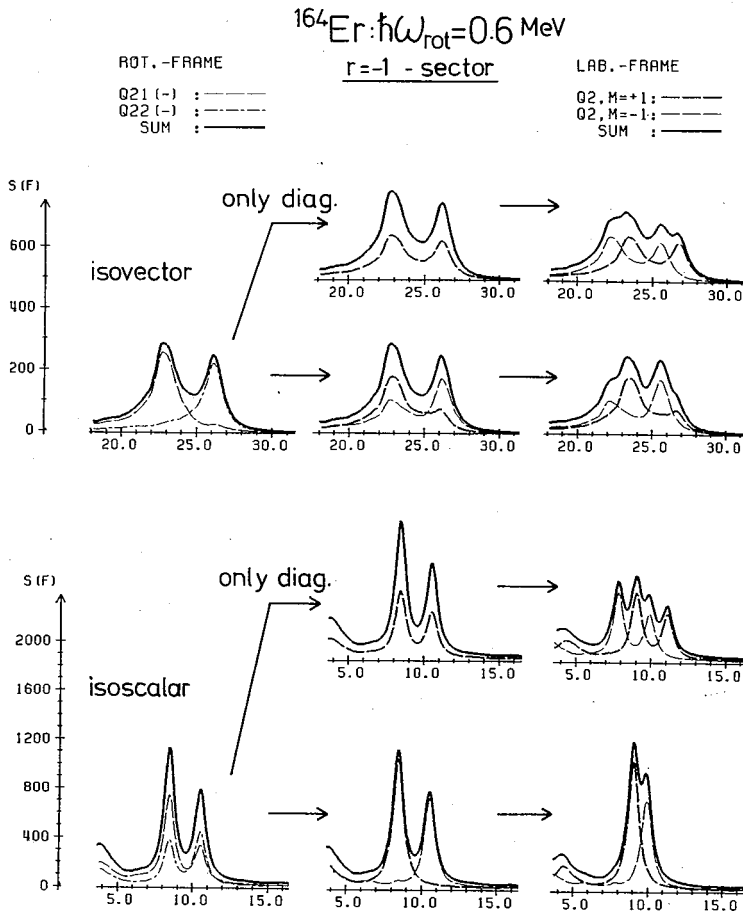 ¹⁶⁴Er:ħω_rot=0.6 MeV
r=-1 - sector
ROT.-FRAME
Q21(-) :
Q22(-) :
SUM :
LAB.-FRAME
Q2,M=+1:
Q2,M=-1:
SUM :
S(F)
600
400
200
0
isovector
only diag.
20.0 25.0 30.0
20.0 25.0 30.0
20.0 25.0 30.0
20.0 25.0 30.0
20.0 25.0 30.0
S(F)
2000
1600
1200
800
400
0
isoscalar
only diag.
5.0 10.0 15.0
5.0 10.0 15.0
5.0 10.0 15.0
5.0 10.0 15.0
5.0 10.0 15.0